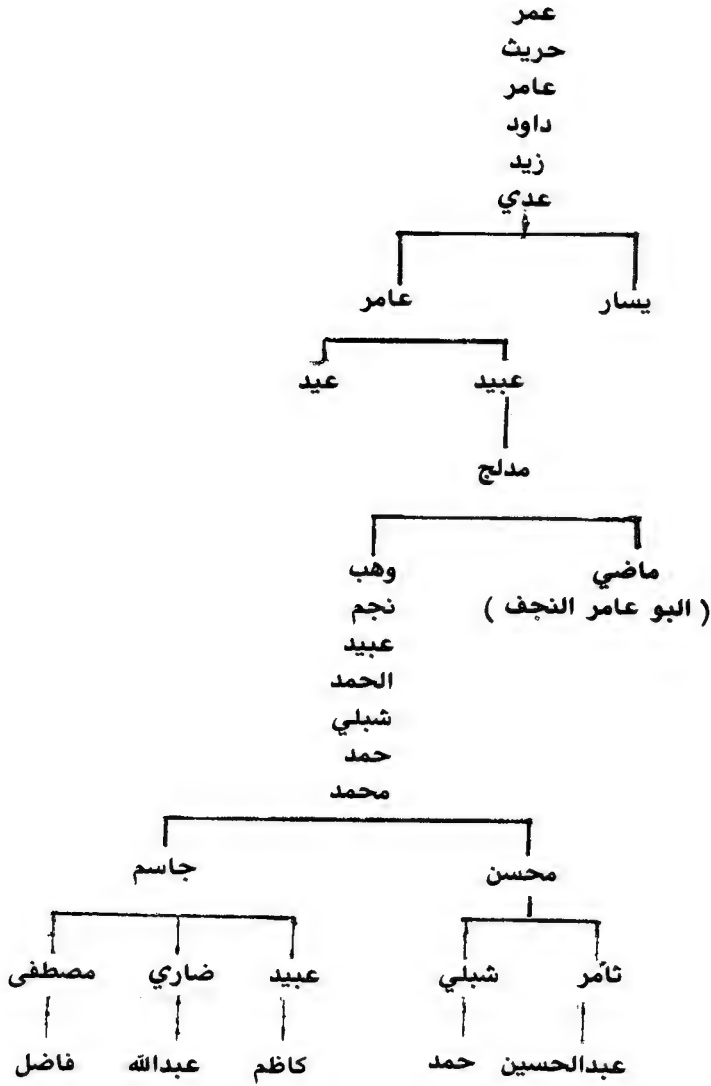 عمر
حريث
عامر
داود
زيد
عدي
يسار عامر
عبيد عيد
مدلج
ماضي وهب
( البو عامر النجف ) نجم
عبيد
الحمد
شبلي
حمد
محمد
محسن جاسم
ثامر شبلي عبيد ضاري مصطفى
عبدالحسين حمد كاظم عبدالله فاضل